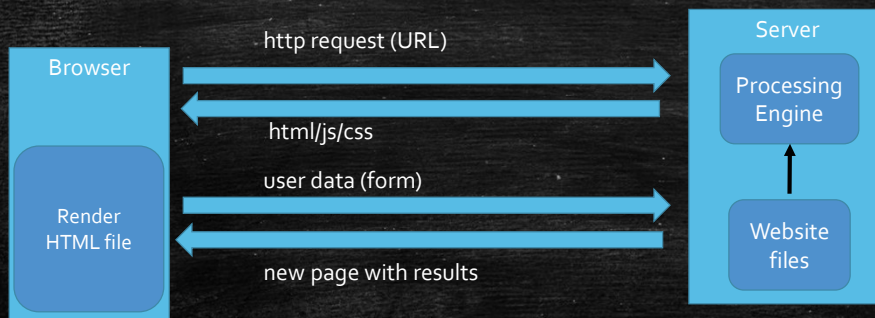 Browser
Render
HTML file
http request (URL)
html/js/css
user data (form)
new page with results
Server
Processing
Engine
Website
files